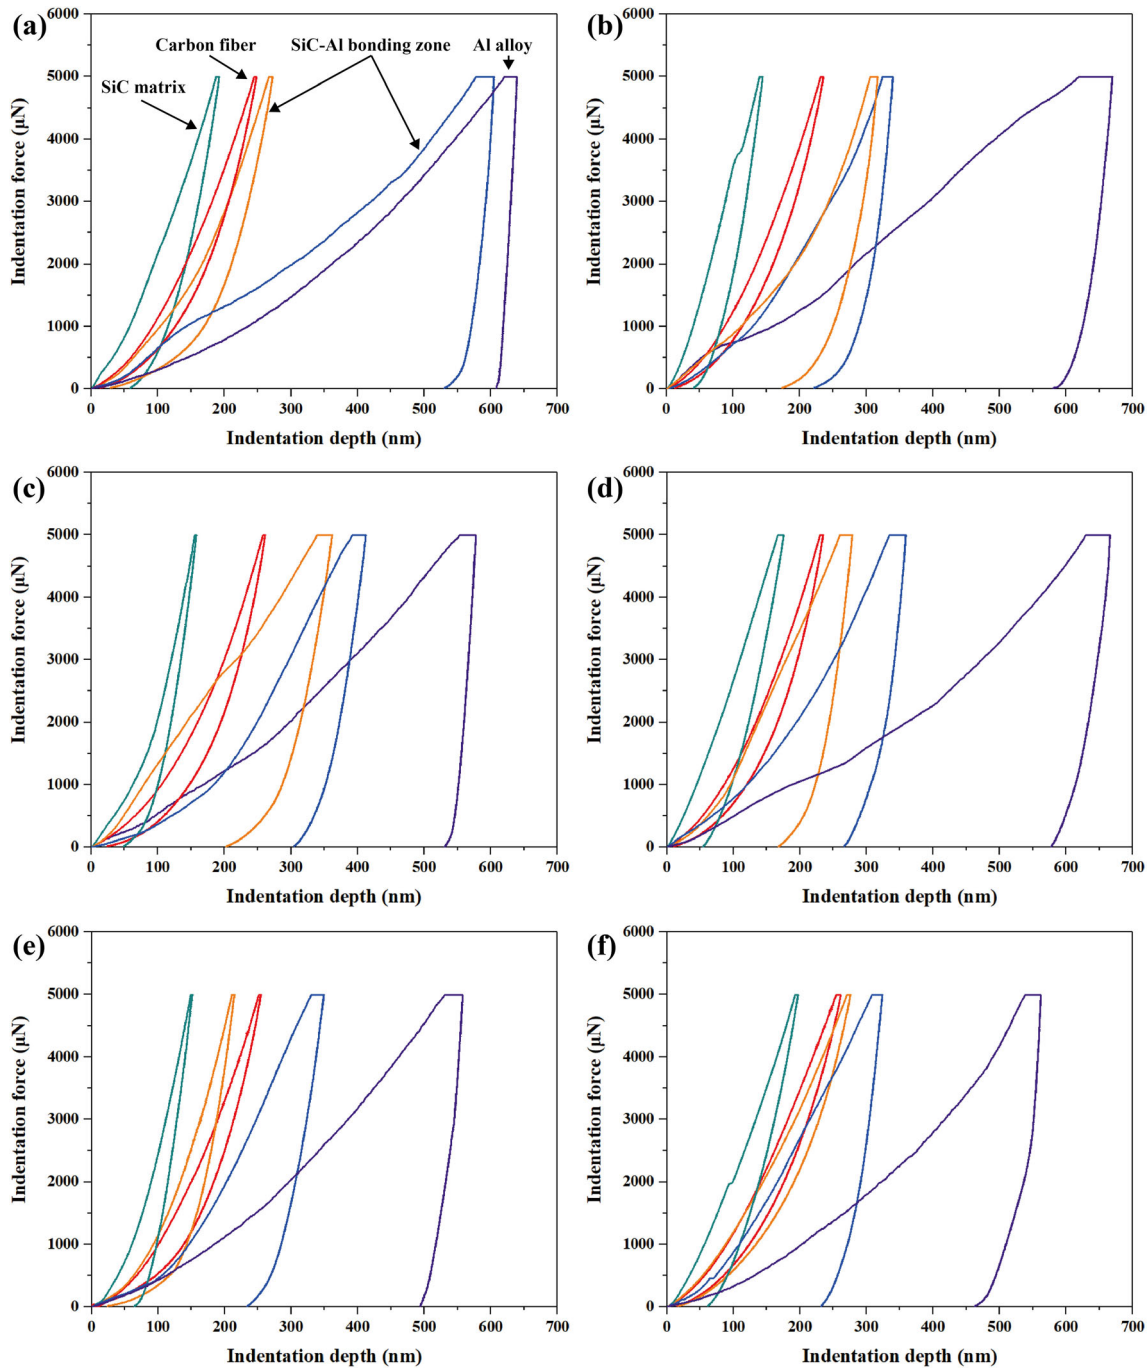 (a)
6000
5000
4000
3000
2000
1000
0
Indentation force (μN)
SiC matrix
Carbon fiber
SiC-Al bonding zone
Al alloy
0 100 200 300 400 500 600 700
Indentation depth (nm)
(b)
6000
5000
4000
3000
2000
1000
0
Indentation force (μN)
0 100 200 300 400 500 600 700
Indentation depth (nm)
(c)
6000
5000
4000
3000
2000
1000
0
Indentation force (μN)
0 100 200 300 400 500 600 700
Indentation depth (nm)
(d)
6000
5000
4000
3000
2000
1000
0
Indentation force (μN)
0 100 200 300 400 500 600 700
Indentation depth (nm)
(e)
6000
5000
4000
3000
2000
1000
0
Indentation force (μN)
0 100 200 300 400 500 600 700
Indentation depth (nm)
(f)
6000
5000
4000
3000
2000
1000
0
Indentation force (μN)
0 100 200 300 400 500 600 700
Indentation depth (nm)